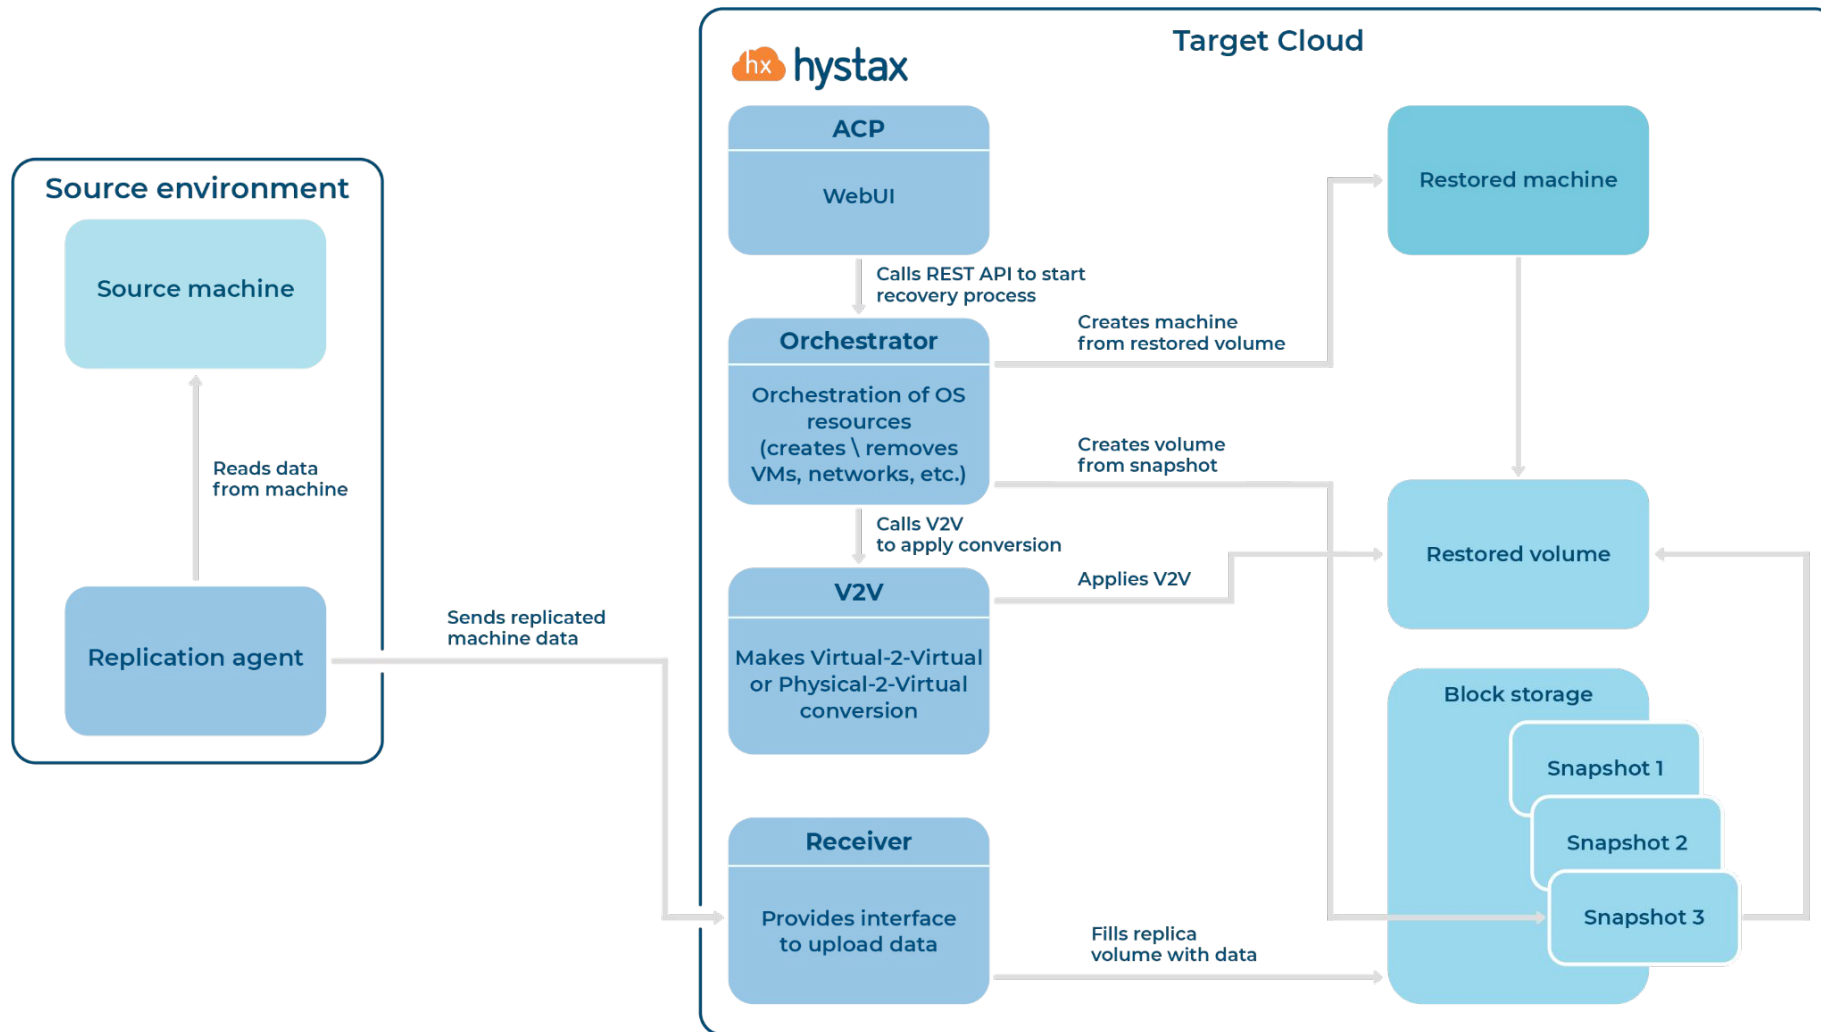 Target Cloud
hx hystax
ACP
WebUI
Restored machine
Source environment
Source machine
Calls REST API to start
recovery process
Creates machine
from restored volume
Orchestrator
Orchestration of OS
resources
(creates \ removes
VMs, networks, etc.)
Creates volume
from snapshot
Reads data
from machine
Calls V2V
to apply conversion
Restored volume
V2V
Applies V2V
Makes Virtual-2-Virtual
or Physical-2-Virtual
conversion
Sends replicated
machine data
Replication agent
Block storage
Snapshot 1
Snapshot 2
Snapshot 3
Receiver
Provides interface
to upload data
Fills replica
volume with data